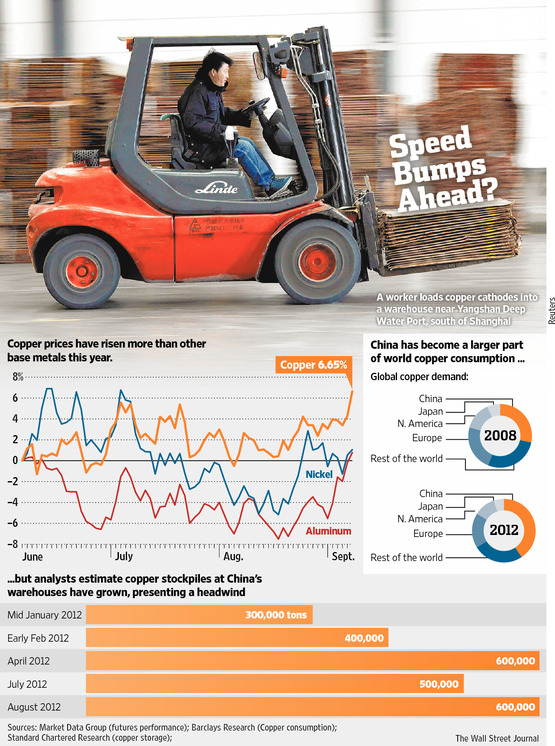 Linde
Speed
Bumps
Ahead?
A worker loads copper cathodes into
a warehouse near Yangshan Deep
Water Port, south of Shanghai
Reuters
Copper prices have risen more than other
base metals this year.
Copper 6.65%
8%
6
4
2
0
−2
−4
−6
−8
Nickel
Aluminum
June
July
Aug.
Sept.
China has become a larger part
of world copper consumption ...
Global copper demand:
China
Japan
N. America
Europe
Rest of the world
2008
China
Japan
N. America
Europe
Rest of the world
2012
...but analysts estimate copper stockpiles at China's
warehouses have grown, presenting a headwind
Mid January 2012 300,000 tons
Early Feb 2012 400,000
April 2012 600,000
July 2012 500,000
August 2012 600,000
Sources: Market Data Group (futures performance); Barclays Research (Copper consumption);
Standard Chartered Research (copper storage);
The Wall Street Journal